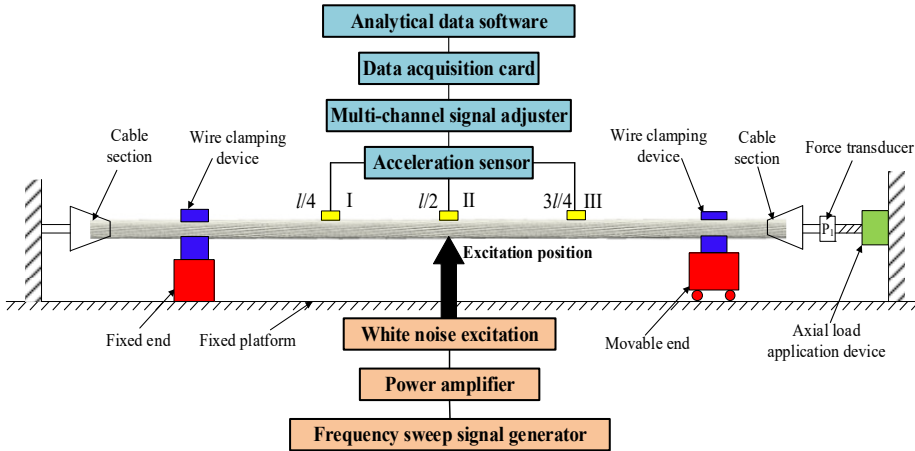 Analytical data software
Data acquisition card
Multi-channel signal adjuster
Acceleration sensor
Cable
section
Wire clamping
device
Wire clamping
device
Cable
section
Force transducer
l/4 I
l/2 II
3l/4 III
P1
Excitation position
Fixed end
Fixed platform
Movable end
Axial load
application device
White noise excitation
Power amplifier
Frequency sweep signal generator